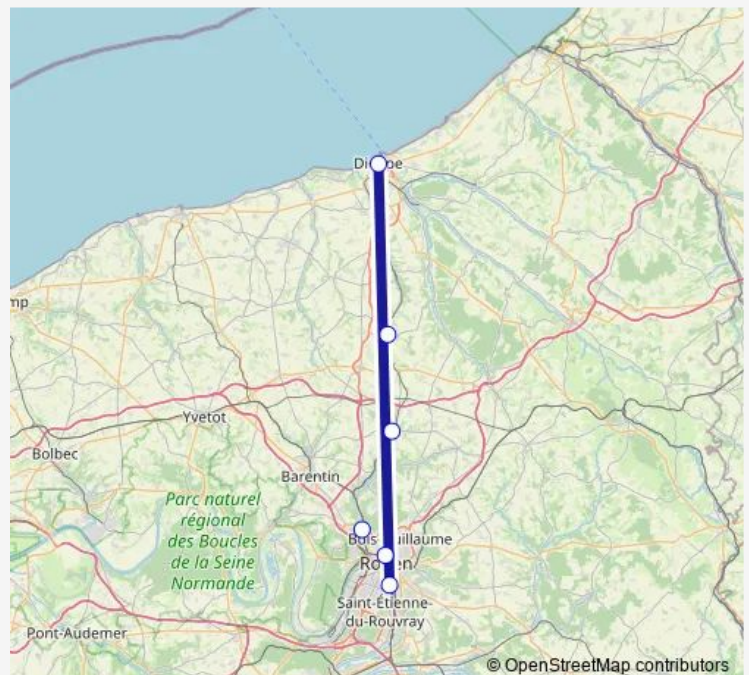 Yvetot
Bolbec
Barentin
Parc naturel
régional
des Boucles
de la Seine
Normande
Saint-Étienne-
du-Rouvray
Pont-Audemer
© OpenStreetMap contributors